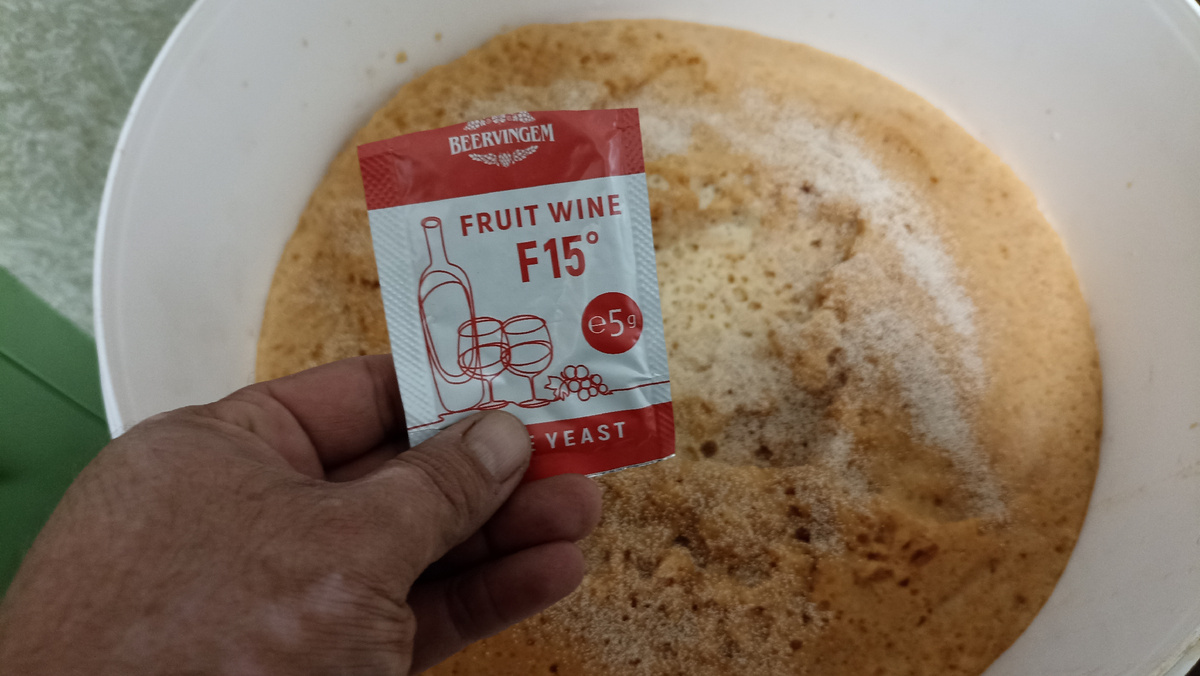 BEERVINGEM
FRUIT WINE
F15°
e5g
YEAST